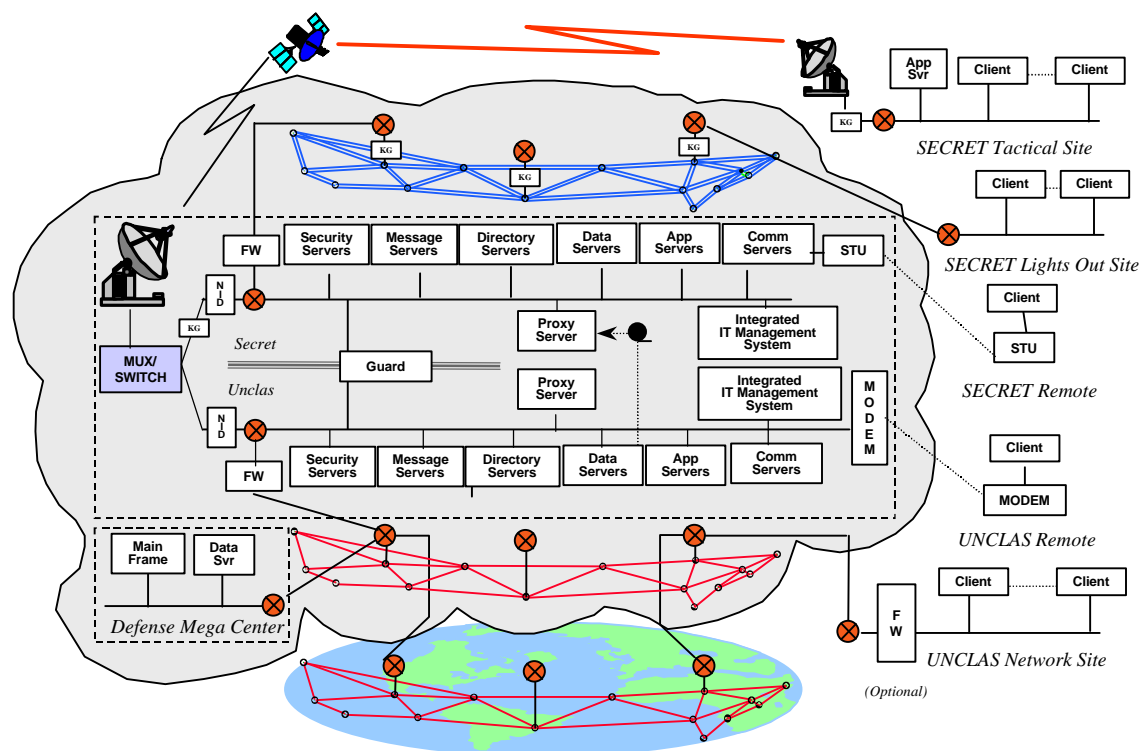 App
Svr
Client
Client
KG
SECRET Tactical Site
KG
KG
KG
Client
Client
SECRET Lights Out Site
FW
Security
Servers
Message
Servers
Directory
Servers
Data
Servers
App
Servers
Comm
Servers
STU
NID
KG
Client
STU
SECRET Remote
Proxy
Server
Integrated
IT Management
System
Secret
MUX/
SWITCH
Guard
Unclas
Proxy
Server
Integrated
IT Management
System
MODEM
NID
FW
Security
Servers
Message
Servers
Directory
Servers
Data
Servers
App
Servers
Comm
Servers
Client
MODEM
UNCLAS Remote
Main
Frame
Data
Svr
Defense Mega Center
Client
Client
FW
UNCLAS Network Site
(Optional)